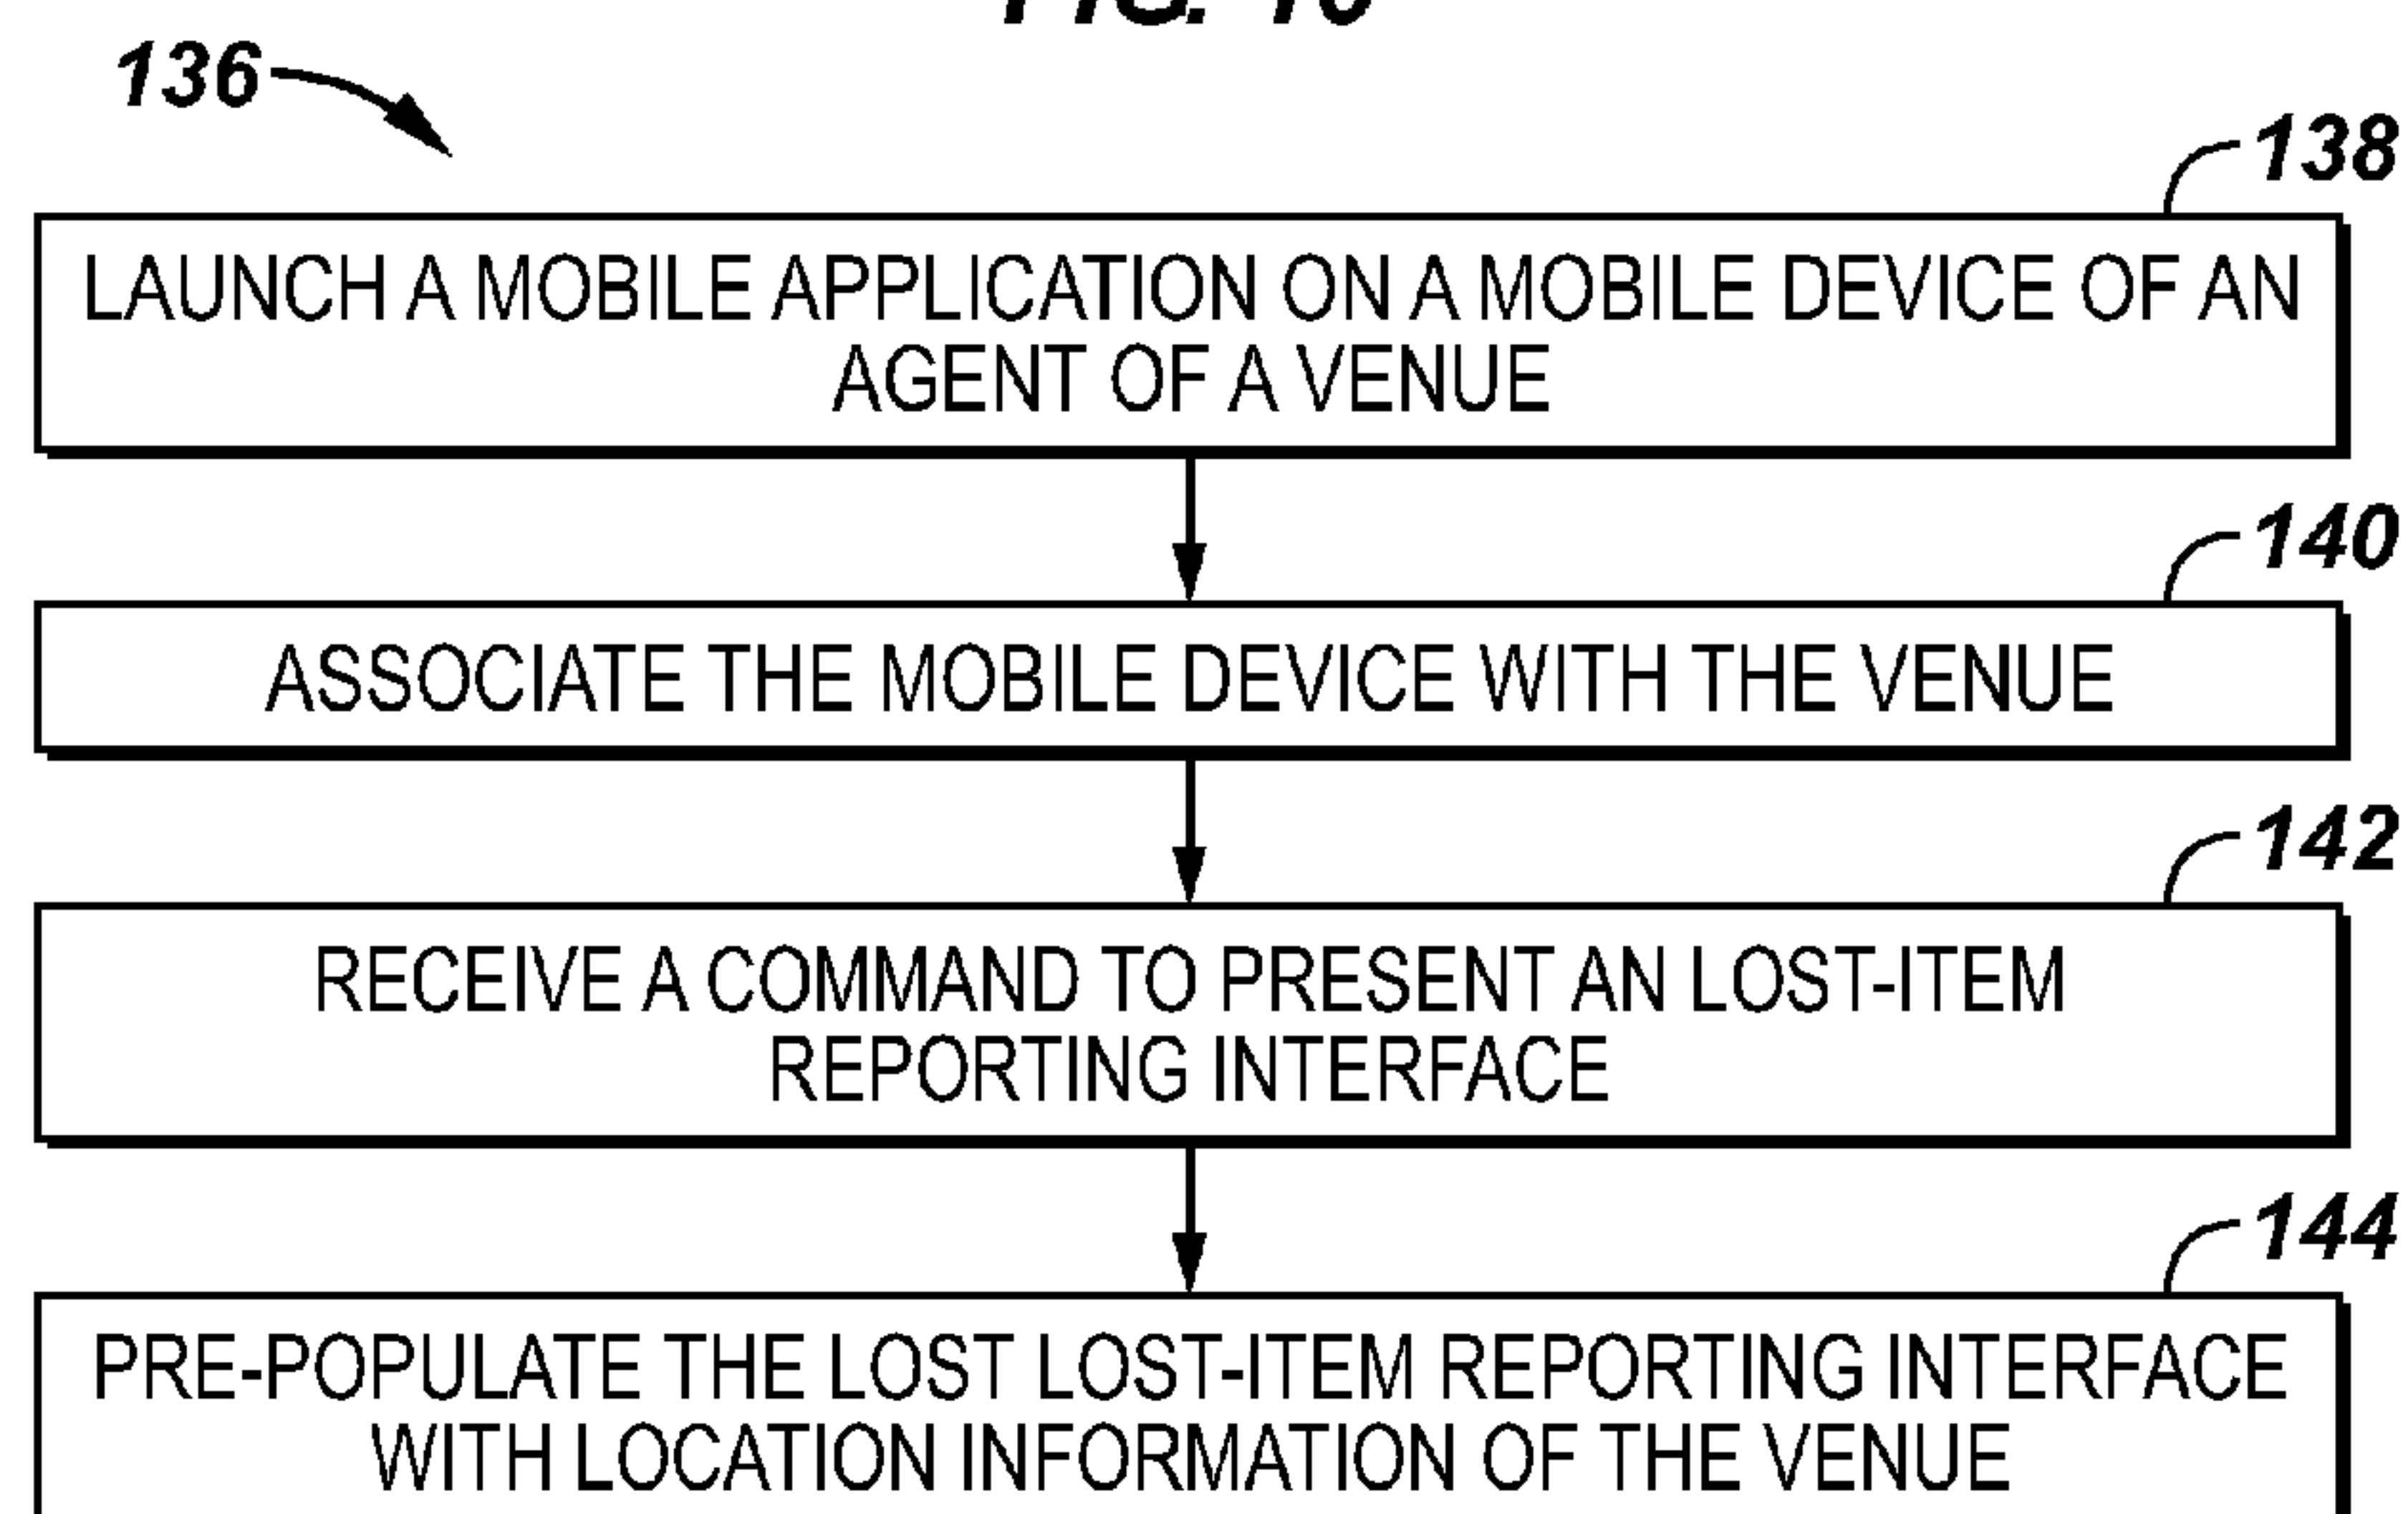 136
138
LAUNCH A MOBILE APPLICATION ON A MOBILE DEVICE OF AN
AGENT OF A VENUE
140
ASSOCIATE THE MOBILE DEVICE WITH THE VENUE
142
RECEIVE A COMMAND TO PRESENT AN LOST-ITEM
REPORTING INTERFACE
144
PRE-POPULATE THE LOST LOST-ITEM REPORTING INTERFACE
WITH LOCATION INFORMATION OF THE VENUE